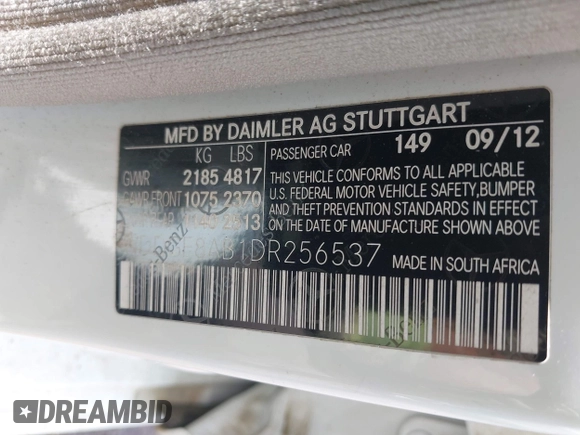 MFD BY DAIMLER AG STUTTGART
KG LBS
PASSENGER CAR 149 09/12
GVWR 2185 4817
GAWR FRONT 1075 2370
THIS VEHICLE CONFORMS TO ALL APPLICABLE
U.S. FEDERAL MOTOR VEHICLE SAFETY, BUMPER
AND THEFT PREVENTION STANDARDS IN EFFECT
ON THE DATE OF MANUFACTURE SHOWN ABOVE.
8AB1DR256537
MADE IN SOUTH AFRICA
DREAMBID